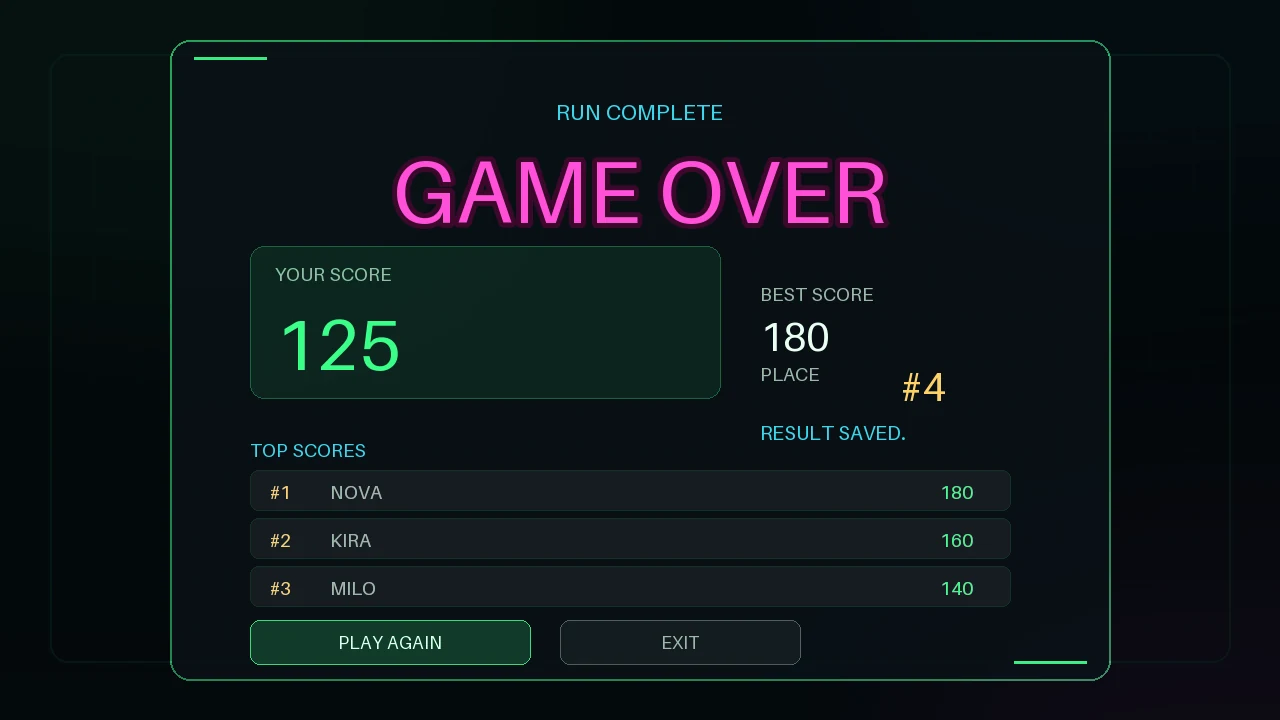 RUN COMPLETE
GAME OVER
YOUR SCORE
125
BEST SCORE
180
PLACE
#4
RESULT SAVED.
TOP SCORES
#1 NOVA 180
#2 KIRA 160
#3 MILO 140
PLAY AGAIN
EXIT